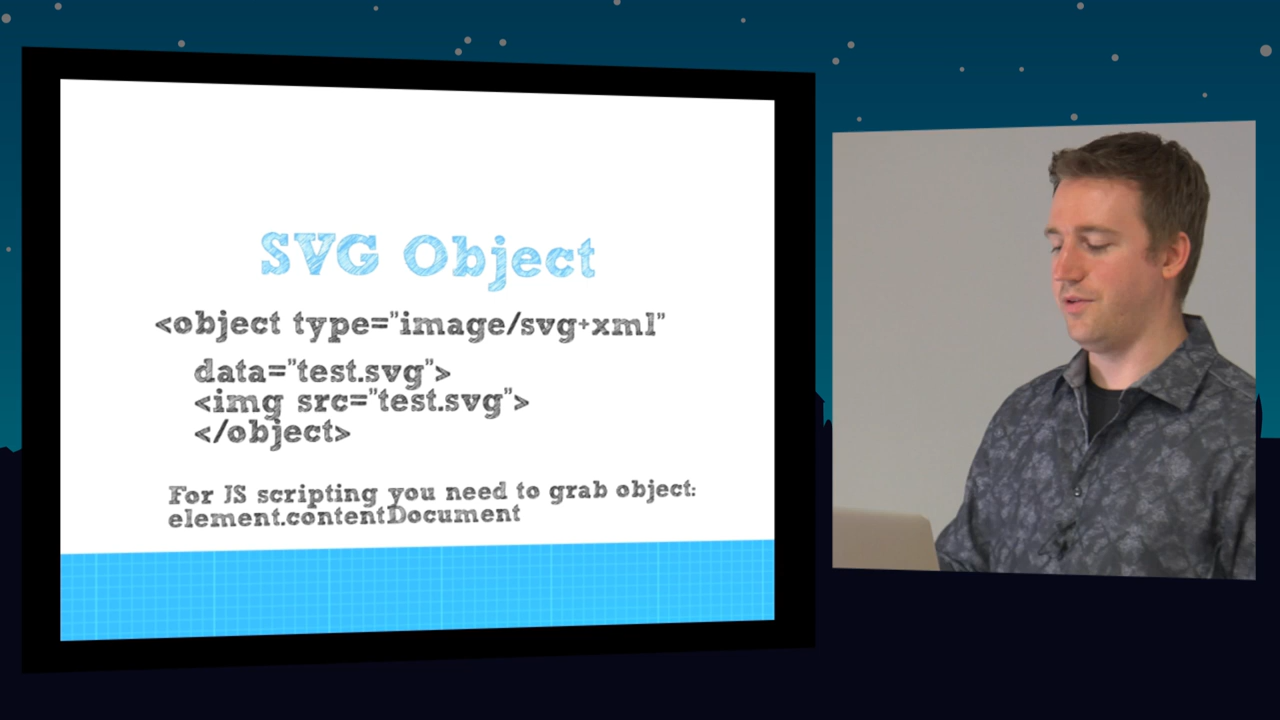 SVG Object
<object type="image/svg+xml"
data="test.svg">
<img src="test.svg">
</object>
For JS scripting you need to grab object:
element.contentDocument